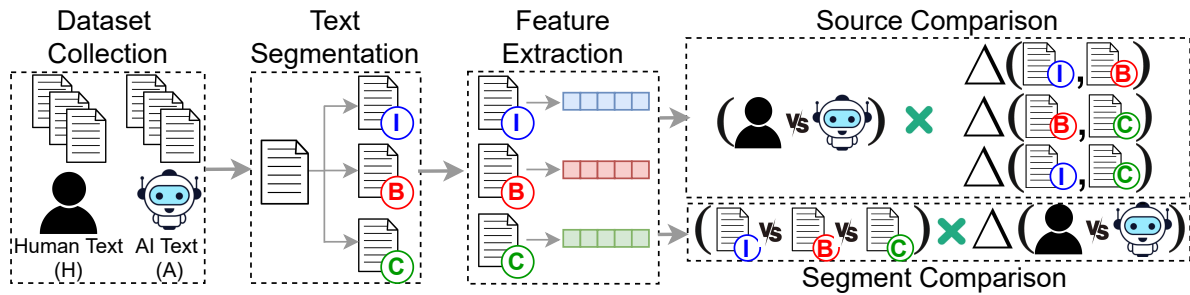 Dataset
Collection
Human Text
(H)
AI Text
(A)
Text
Segmentation
I
B
C
Feature
Extraction
I
B
C
Source Comparison
( vs ) × Δ( I , B )
Δ( B , C )
Δ( I , C )
( I vs B vs C ) × Δ ( vs )
Segment Comparison